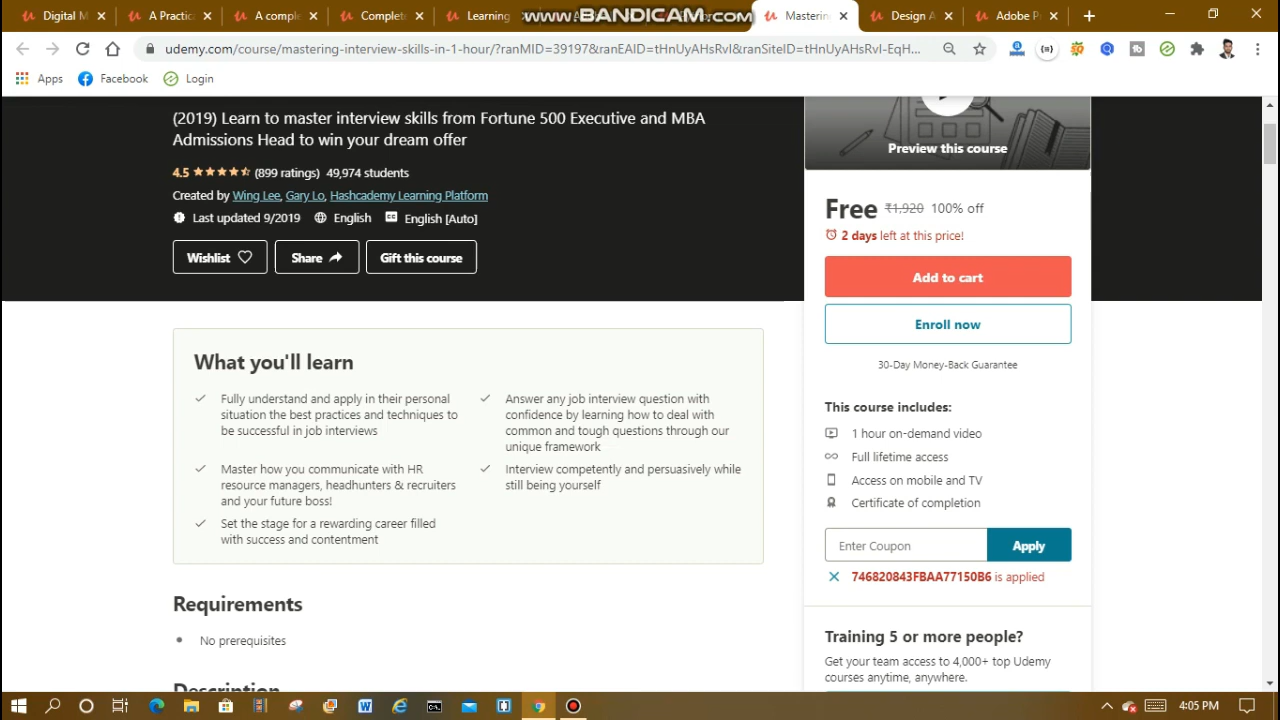 Digital M
A Practic
A comple
Complete
Learning
www.BANDICAM.com
Mastering
Design A
Adobe P
udemy.com/course/mastering-interview-skills-in-1-hour/?ranMID=39197&ranEAID=tHnUyAHsRvI&ranSiteID=tHnUyAHsRvI-EqH...
Apps
Facebook
Login
(2019) Learn to master interview skills from Fortune 500 Executive and MBA
Admissions Head to win your dream offer
4.5 (899 ratings) 49,974 students
Created by Wing Lee, Gary Lo, Hashcademy Learning Platform
Last updated 9/2019 English English [Auto]
Wishlist
Share
Gift this course
Preview this course
Free ₹1,920 100% off
2 days left at this price!
Add to cart
Enroll now
30-Day Money-Back Guarantee
This course includes:
1 hour on-demand video
Full lifetime access
Access on mobile and TV
Certificate of completion
Enter Coupon
Apply
746820843FBAA77150B6 is applied
Training 5 or more people?
Get your team access to 4,000+ top Udemy
courses anytime, anywhere.
What you'll learn
Fully understand and apply in their personal
situation the best practices and techniques to
be successful in job interviews
Answer any job interview question with
confidence by learning how to deal with
common and tough questions through our
unique framework
Master how you communicate with HR
resource managers, headhunters & recruiters
and your future boss!
Interview competently and persuasively while
still being yourself
Set the stage for a rewarding career filled
with success and contentment
Requirements
No prerequisites
Description
4:05 PM